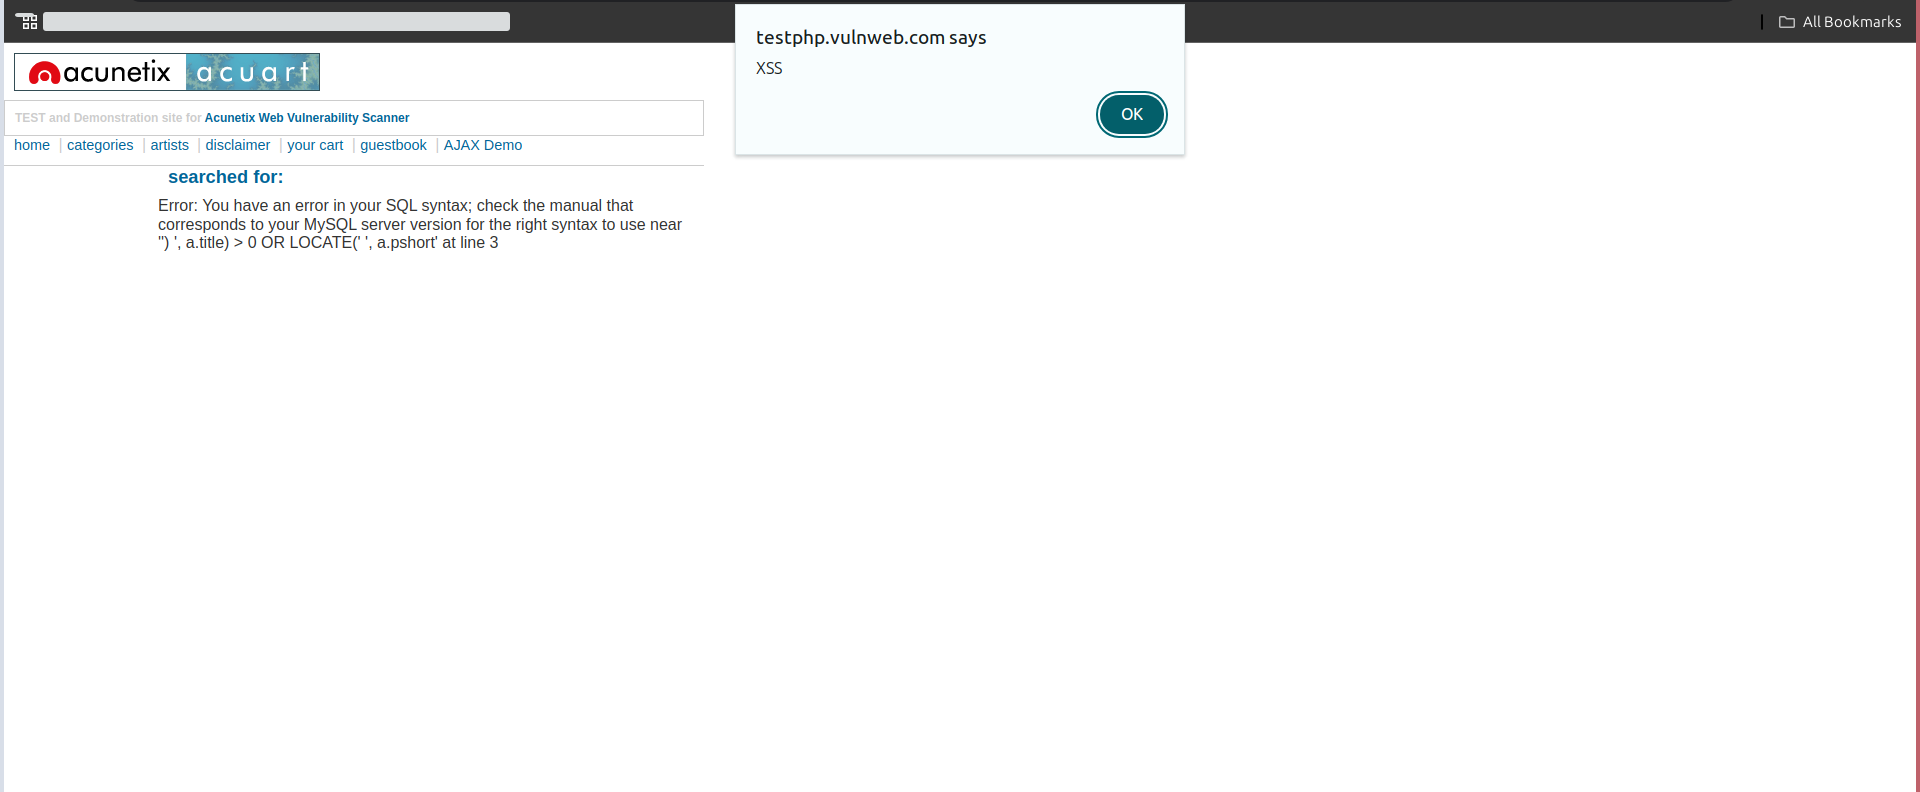 All Bookmarks
testphp.vulnweb.com says
XSS
OK
acunetix acuart
TEST and Demonstration site for Acunetix Web Vulnerability Scanner
home | categories | artists | disclaimer | your cart | guestbook | AJAX Demo
searched for:
Error: You have an error in your SQL syntax; check the manual that
corresponds to your MySQL server version for the right syntax to use near
'') ', a.title) > 0 OR LOCATE(' ', a.pshort' at line 3